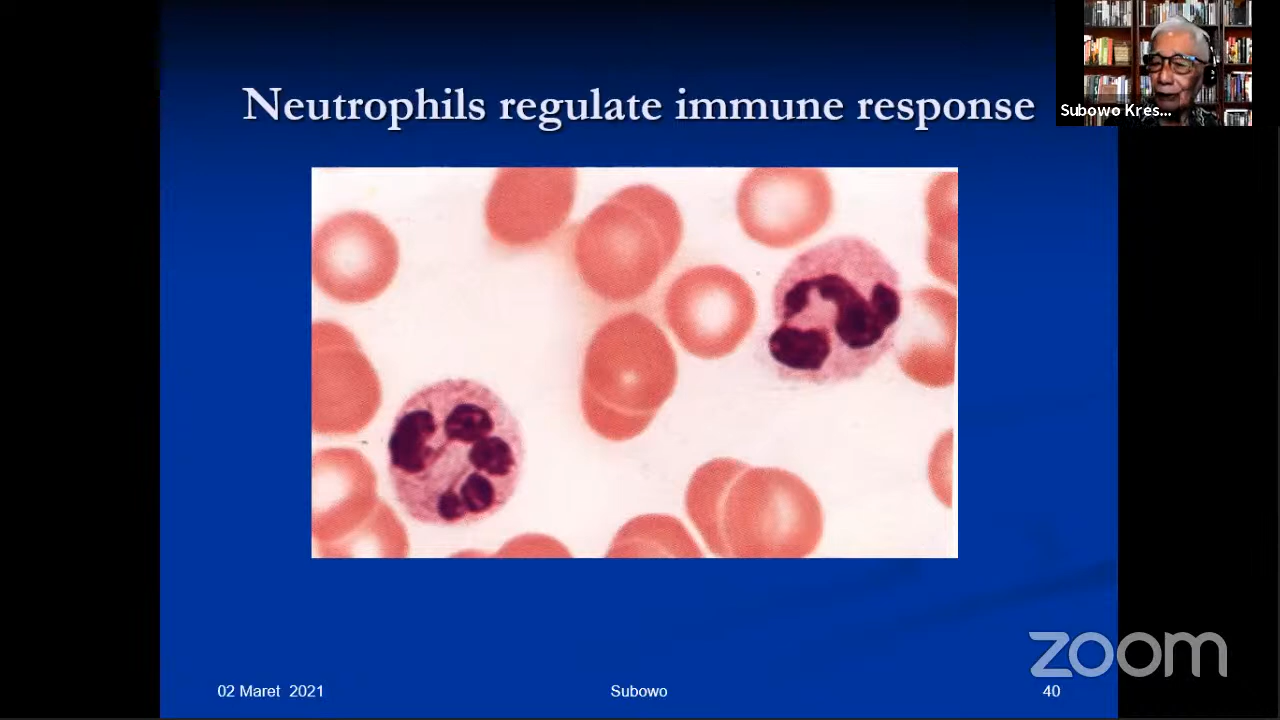 Neutrophils regulate immune response
Subowo Kres...
zoom
02 Maret 2021
Subowo
40